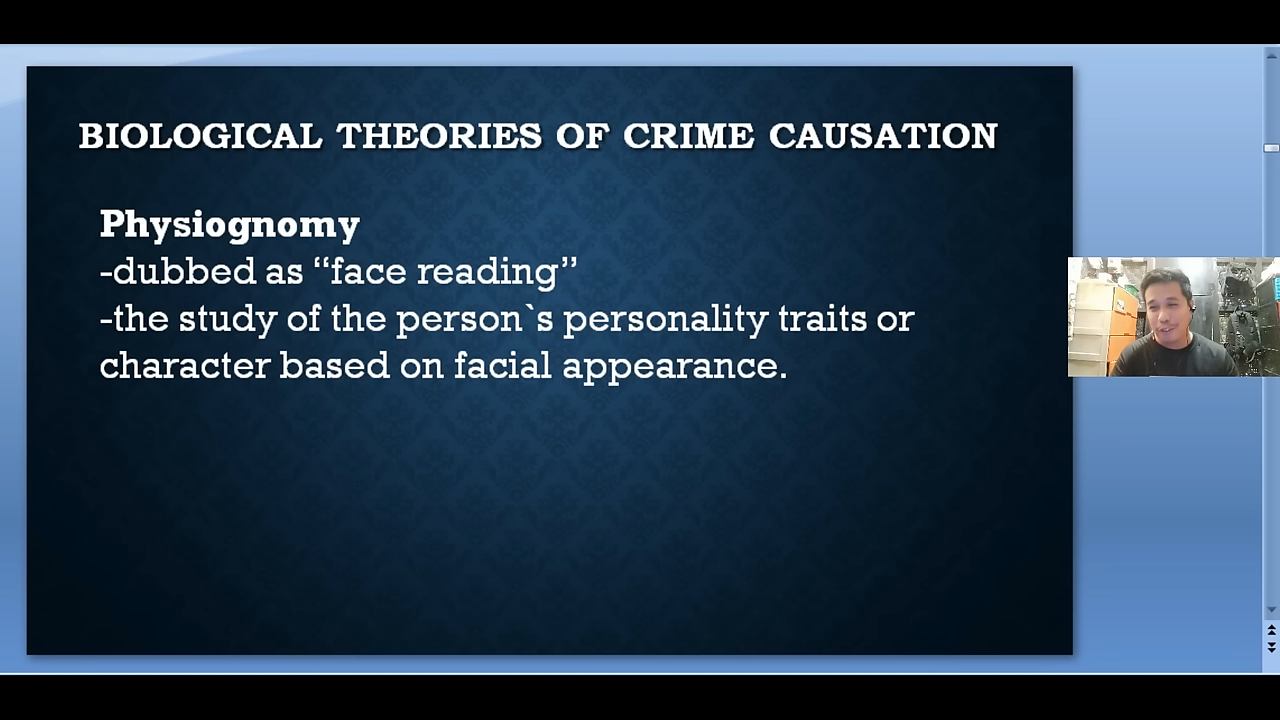 BIOLOGICAL THEORIES OF CRIME CAUSATION
Physiognomy
-dubbed as “face reading”
-the study of the person`s personality traits or
character based on facial appearance.